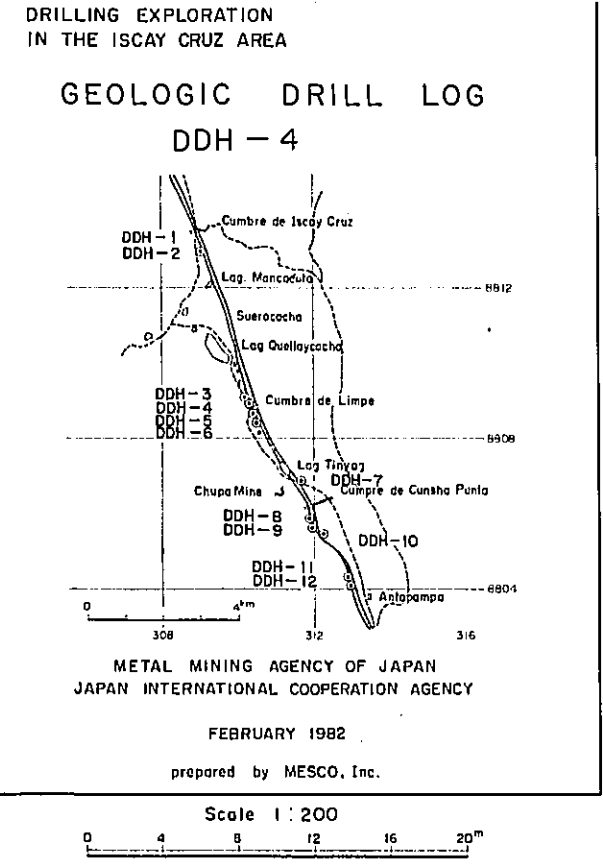 DRILLING EXPLORATION
IN THE ISCAY CRUZ AREA
GEOLOGIC DRILL LOG
DDH-4
Cumbre de Iscay Cruz
DDH-1
DDH-2
Lag. Mancaduta
8812
Suerococha
Lag Quellaycocha
DDH-3
DDH-4
DDH-5
DDH-6
Cumbre de Limpe
8808
Lag Tinyag
DDH-7
Chupa Mine
Cumpre de Cunsha Punta
DDH-8
DDH-9
DDH-10
DDH-11
DDH-12
8804
Antapampa
0 4km
308 312 316
METAL MINING AGENCY OF JAPAN
JAPAN INTERNATIONAL COOPERATION AGENCY
FEBRUARY 1982
prepared by MESCO, Inc.
Scale 1:200
0 4 8 12 16 20m